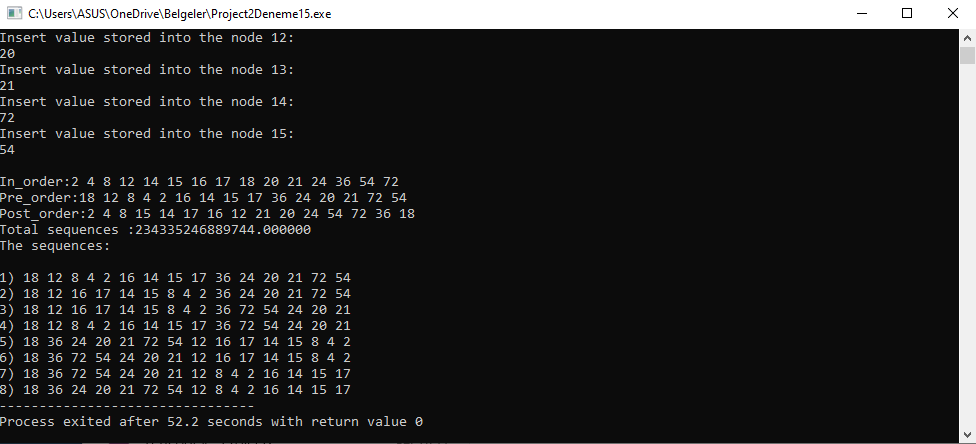 C:\Users\ASUS\OneDrive\Belgeler\Project2Deneme15.exe
Insert value stored into the node 12:
20
Insert value stored into the node 13:
21
Insert value stored into the node 14:
72
Insert value stored into the node 15:
54
In_order:2 4 8 12 14 15 16 17 18 20 21 24 36 54 72
Pre_order:18 12 8 4 2 16 14 15 17 36 24 20 21 72 54
Post_order:2 4 8 15 14 17 16 12 21 20 24 54 72 36 18
Total sequences :234335246889744.000000
The sequences:
1) 18 12 8 4 2 16 14 15 17 36 24 20 21 72 54
2) 18 12 16 17 14 15 8 4 2 36 24 20 21 72 54
3) 18 12 16 17 14 15 8 4 2 36 72 54 24 20 21
4) 18 12 8 4 2 16 14 15 17 36 72 54 24 20 21
5) 18 36 24 20 21 72 54 12 16 17 14 15 8 4 2
6) 18 36 72 54 24 20 21 12 16 17 14 15 8 4 2
7) 18 36 72 54 24 20 21 12 8 4 2 16 14 15 17
8) 18 36 24 20 21 72 54 12 8 4 2 16 14 15 17
--------------------------------
Process exited after 52.2 seconds with return value 0